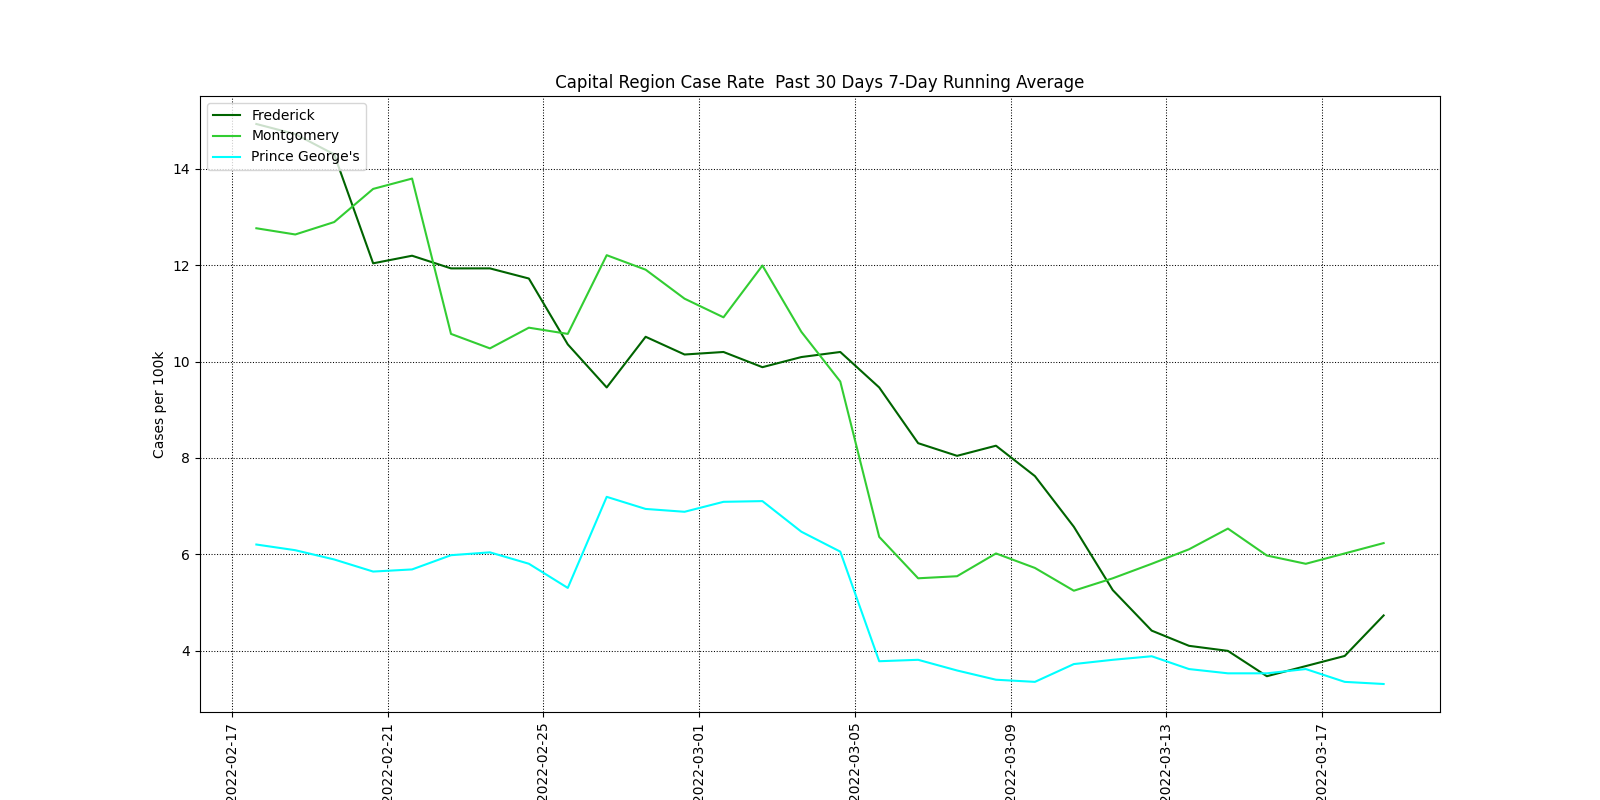 Capital Region Case Rate  Past 30 Days 7-Day Running Average
Frederick
Montgomery
Prince George's
14
12
10
8
6
4
Cases per 100k
2022-02-17
2022-02-21
2022-02-25
2022-03-01
2022-03-05
2022-03-09
2022-03-13
2022-03-17